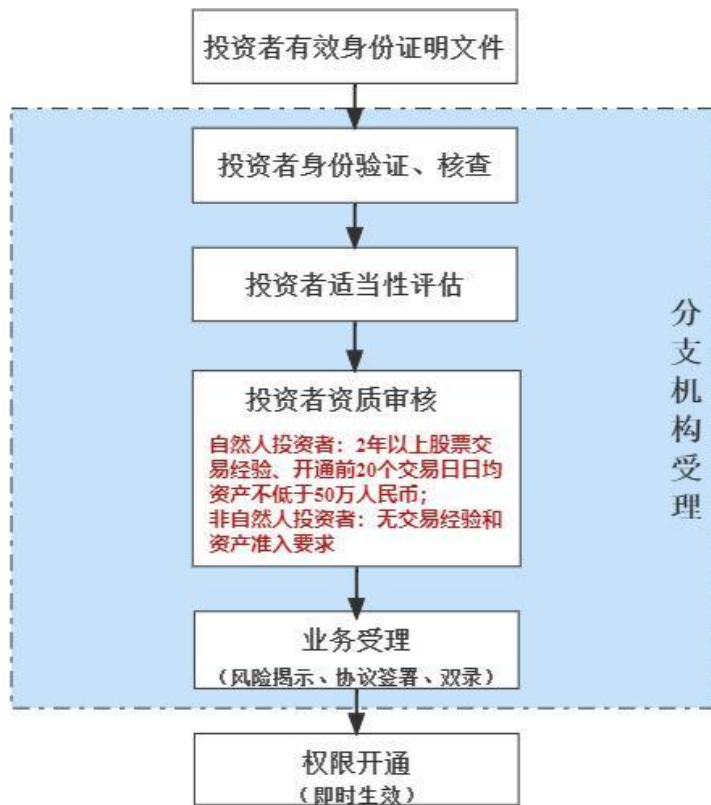 投资者有效身份证明文件
投资者身份验证、核查
投资者适当性评估
投资者资质审核
自然人投资者：2年以上股票交
易经验、开通前20个交易日日均
资产不低于50万人民币；
非自然人投资者：无交易经验和
资产准入要求
业务受理
（风险揭示、协议签署、双录）
分支机构受理
权限开通
（即时生效）